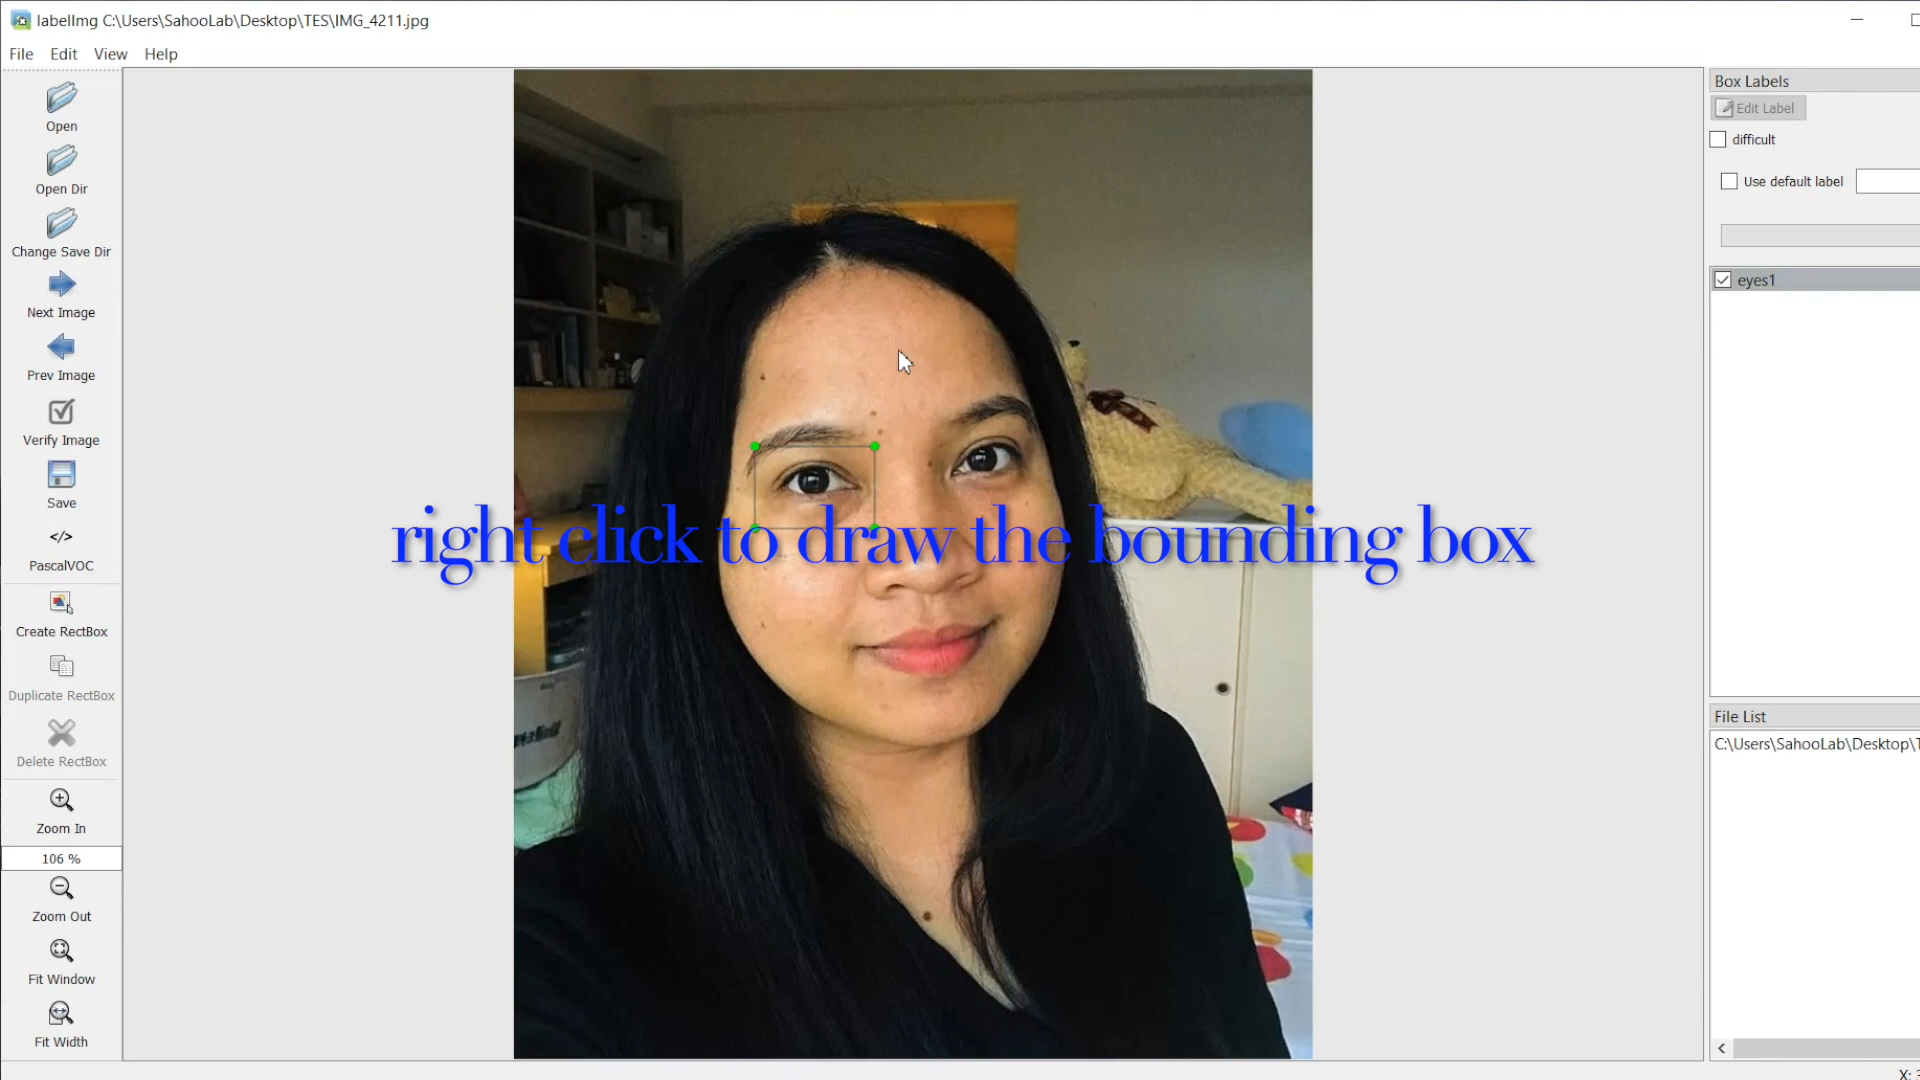 labelImg C:\Users\SahooLab\Desktop\TES\IMG_4211.jpg
File Edit View Help
Open
Open Dir
Change Save Dir
Next Image
Prev Image
Verify Image
Save
</>
PascalVOC
Create RectBox
Duplicate RectBox
Delete RectBox
Zoom In
106 %
Zoom Out
Fit Window
Fit Width
right click to draw the bounding box
Box Labels
Edit Label
difficult
Use default label
eyes1
File List
C:\Users\SahooLab\Desktop\T
X: